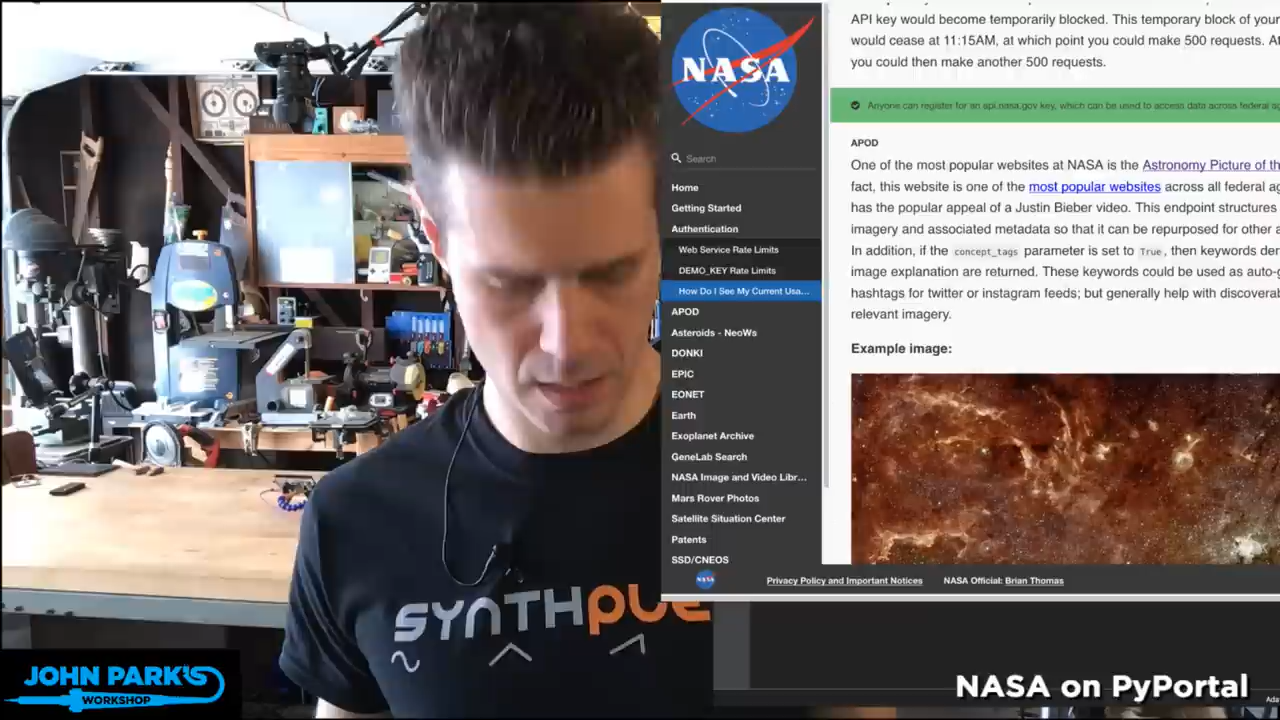 NASA
Search
Home
Getting Started
Authentication
Web Service Rate Limits
DEMO_KEY Rate Limits
How Do I See My Current Usa...
APOD
Asteroids - NeoWs
DONKI
EPIC
EONET
Earth
Exoplanet Archive
GeneLab Search
NASA Image and Video Libr...
Mars Rover Photos
Satellite Situation Center
Patents
SSD/CNEOS
API key would become temporarily blocked. This temporary block of your
would cease at 11:15AM, at which point you could make 500 requests. At
you could then make another 500 requests.
Anyone can register for an api.nasa.gov key, which can be used to access data across federal
APOD
One of the most popular websites at NASA is the Astronomy Picture of th
fact, this website is one of the most popular websites across all federal ag
has the popular appeal of a Justin Bieber video. This endpoint structures
imagery and associated metadata so that it can be repurposed for other a
In addition, if the concept_tags parameter is set to True, then keywords der
image explanation are returned. These keywords could be used as auto-g
hashtags for twitter or instagram feeds; but generally help with discoverab
relevant imagery.
Example image:
NASA
Privacy Policy and Important Notices NASA Official: Brian Thomas
SYNTHPUE
JOHN PARK'S
WORKSHOP
NASA on PyPortal
Ada